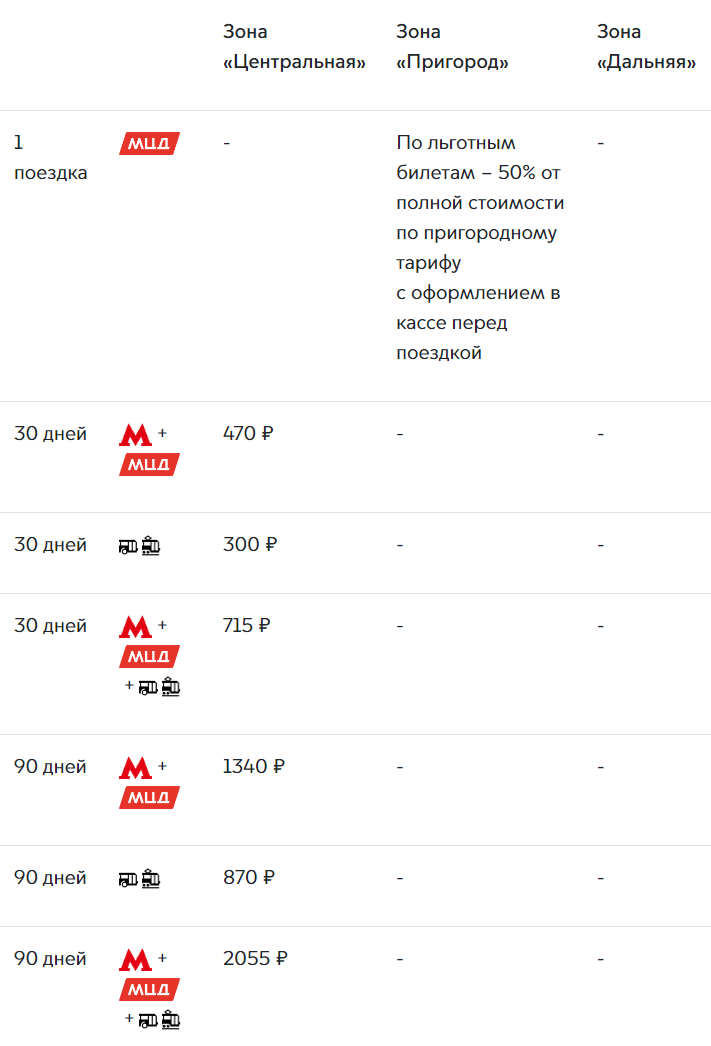 Зона «Центральная»
Зона «Пригород»
Зона «Дальняя»
1 поездка
МЦД
-
По льготным
билетам – 50% от
полной стоимости
по пригородному
тарифу
с оформлением в
кассе перед
поездкой
-
30 дней
М +
МЦД
470 ₽
-
-
30 дней
300 ₽
-
-
30 дней
М +
МЦД
+
715 ₽
-
-
90 дней
М +
МЦД
1340 ₽
-
-
90 дней
870 ₽
-
-
90 дней
М +
МЦД
+
2055 ₽
-
-